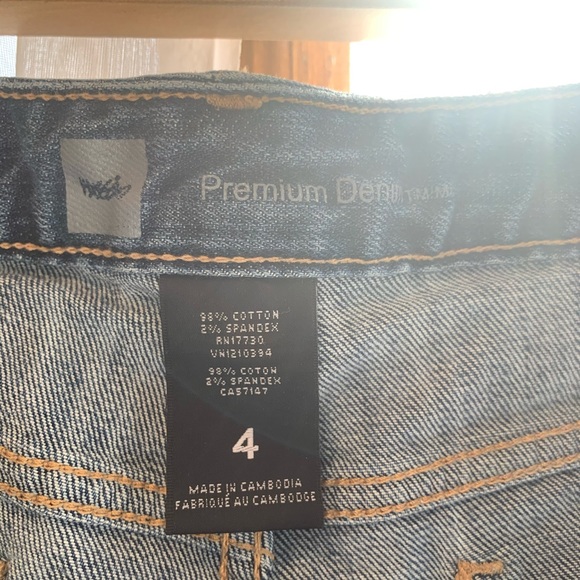 Premium Denim
98% COTTON
2% SPANDEX
RN17730
VN1210394
98% COTON
2% SPANDEX
CA57147
4
MADE IN CAMBODIA
FABRIQUÉ AU CAMBODGE